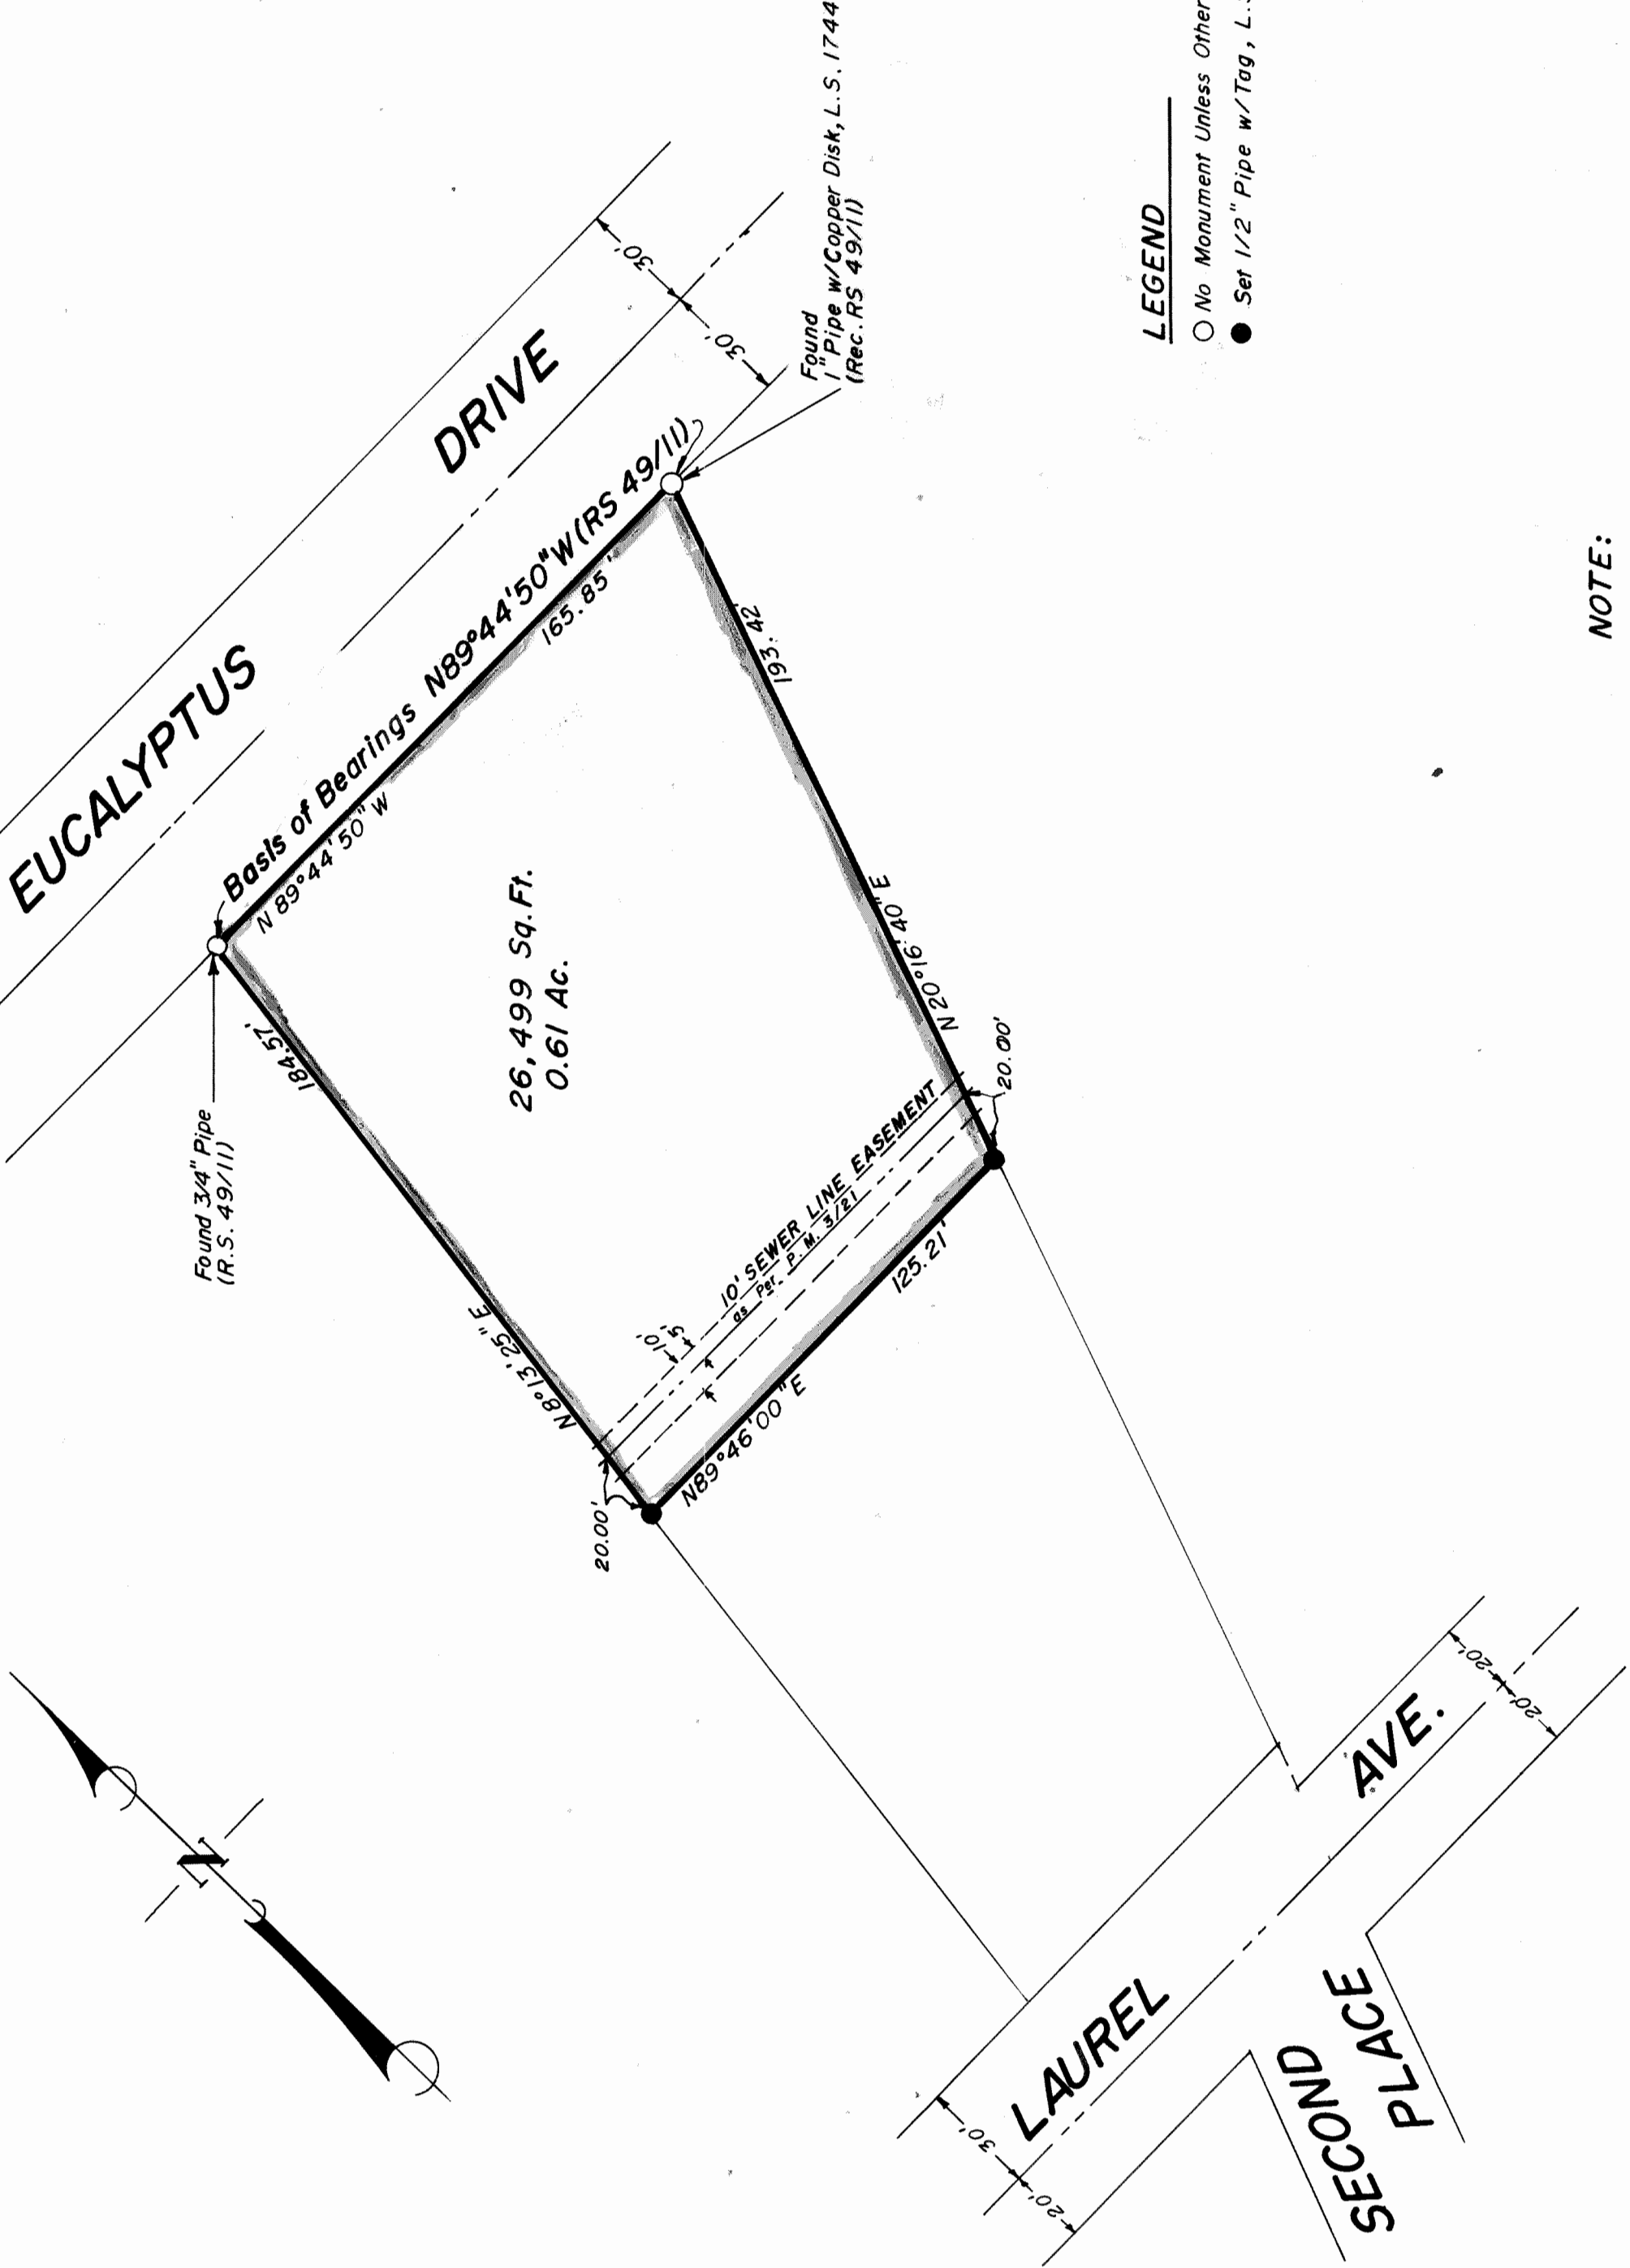 EUCALYPTUS
DRIVE
30'
30'
Found 3/4" Pipe
(R.S. 49/11)
Basis of Bearings N89°44'50"W (RS 49/11)
N 89°44'50" W
165.85'
Found
1" Pipe w/Copper Disk, L.S. 1744
(Rec. RS 49/11)
184.57'
N8°13'25"E
26,499 Sq. Ft.
0.61 Ac.
193.42'
N 20°16'40"E
10' SEWER LINE EASEMENT
as Per P.M. 3/21
10'
5'
20.00'
20.00'
N89°46'00"E
125.21'
N
LAUREL
AVE.
30'
20'
20'
20'
SECOND
PLACE
LEGEND
No Monument Unless Other
Set 1/2" Pipe w/Tag, L.S
NOTE: